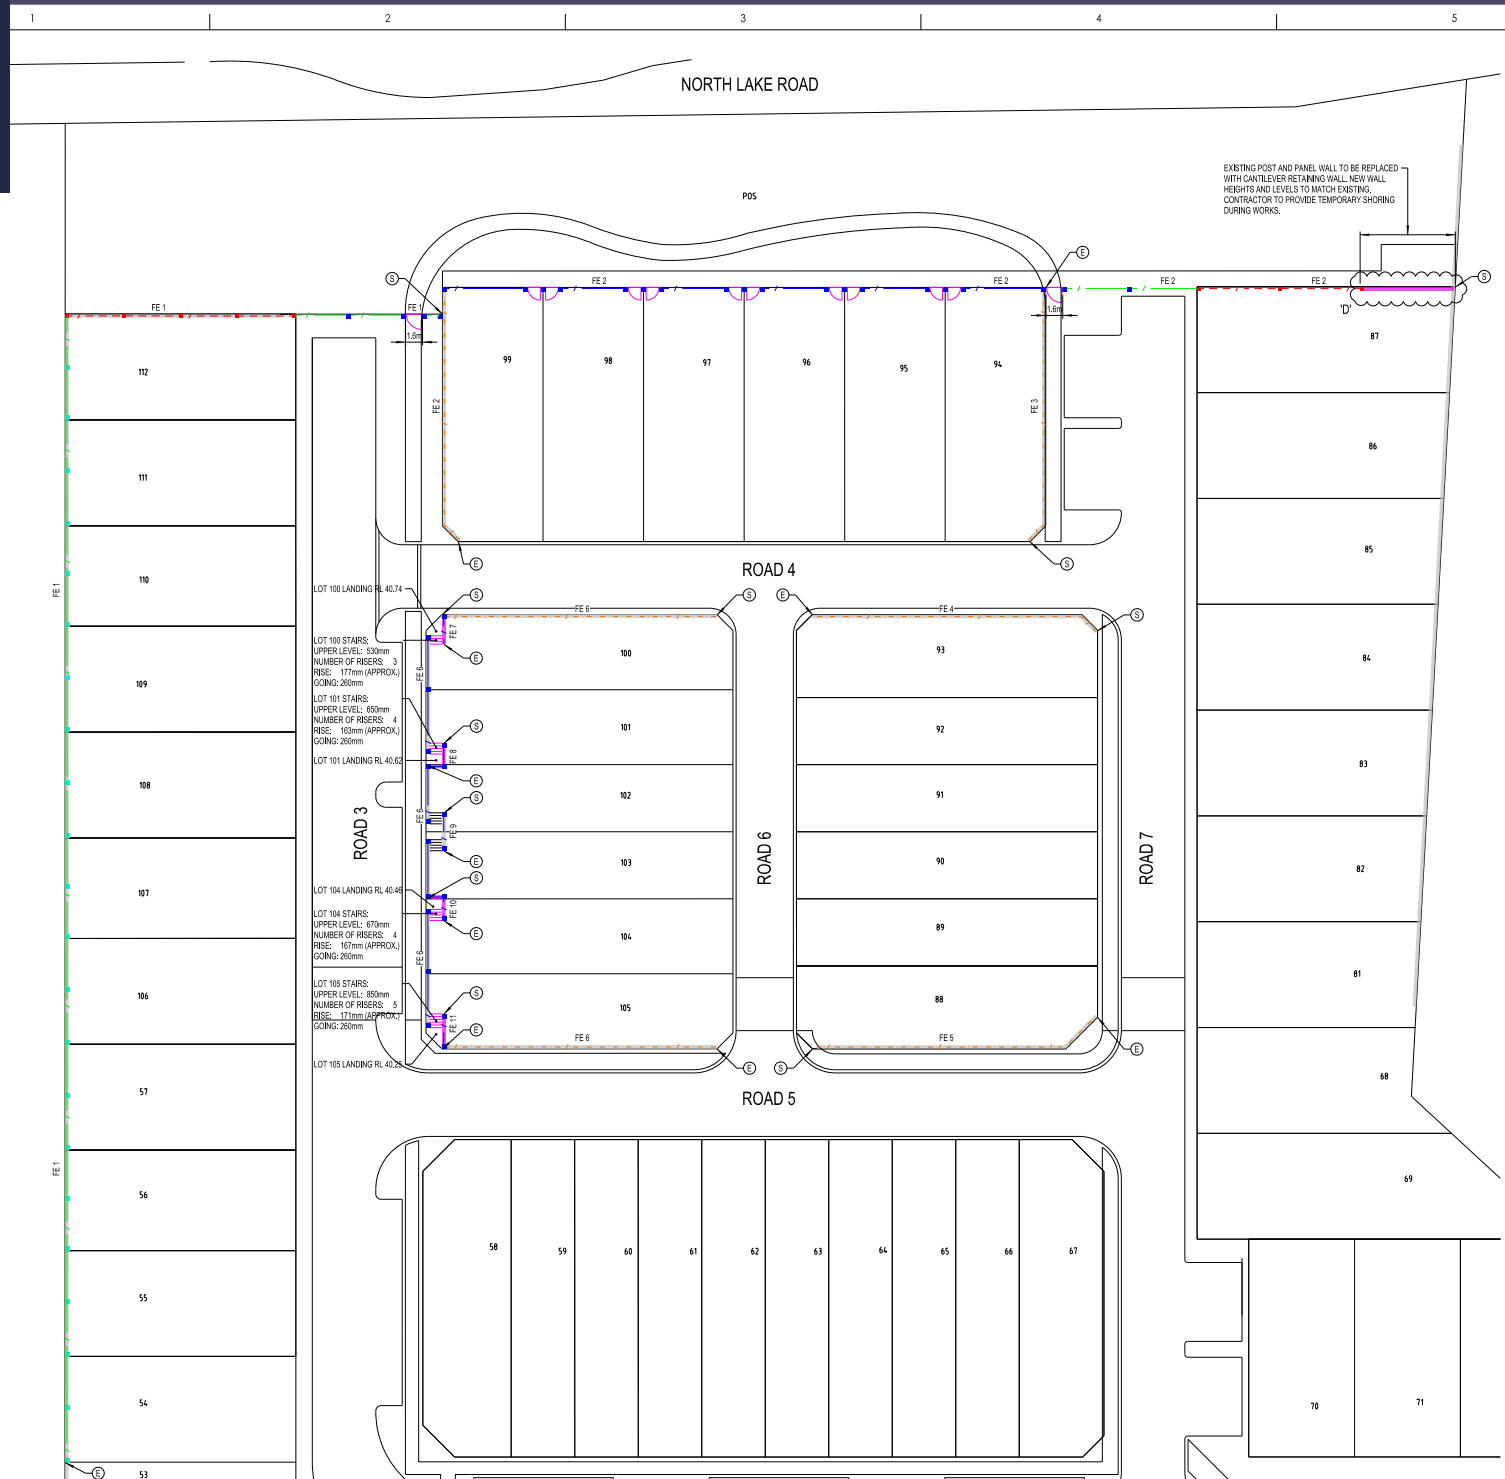 1
2
3
4
5
NORTH LAKE ROAD
POS
EXISTING POST AND PANEL WALL TO BE REPLACED
WITH CANTILEVER RETAINING WALL. NEW WALL
HEIGHTS AND LEVELS TO MATCH EXISTING.
CONTRACTOR TO PROVIDE TEMPORARY SHORING
DURING WORKS.
E
S
S
FE 2
FE 2
FE 2
FE 2
FE 1
FE 1
1.6m
1.6m
'D'
87
99
98
97
96
95
94
112
FE 2
FE 3
86
111
85
E
S
ROAD 4
110
FE 1
LOT 100 LANDING RL 40.74
S
FE 6
S
E
FE 4
S
FE 7
LOT 100 STAIRS:
UPPER LEVEL: 530mm
NUMBER OF RISERS: 3
RISE: 177mm (APPROX.)
GOING: 260mm
FE 6
E
100
93
84
109
LOT 101 STAIRS:
UPPER LEVEL: 650mm
NUMBER OF RISERS: 4
RISE: 163mm (APPROX.)
GOING: 260mm
S
101
92
FE 8
LOT 101 LANDING RL 40.62
83
108
E
S
102
91
FE 6
FE 9
ROAD 3
ROAD 6
ROAD 7
E
103
90
82
S
107
LOT 104 LANDING RL 40.46
FE 10
LOT 104 STAIRS:
UPPER LEVEL: 670mm
NUMBER OF RISERS: 4
RISE: 167mm (APPROX.)
GOING: 260mm
E
104
89
FE 6
81
106
LOT 105 STAIRS:
UPPER LEVEL: 850mm
NUMBER OF RISERS: 5
RISE: 171mm (APPROX.)
GOING: 260mm
S
105
88
FE 11
E
FE 6
FE 5
E
LOT 105 LANDING RL 40.25
E
S
68
57
ROAD 5
FE 1
69
56
58
59
60
61
62
63
64
65
66
67
55
54
70
71
E
53